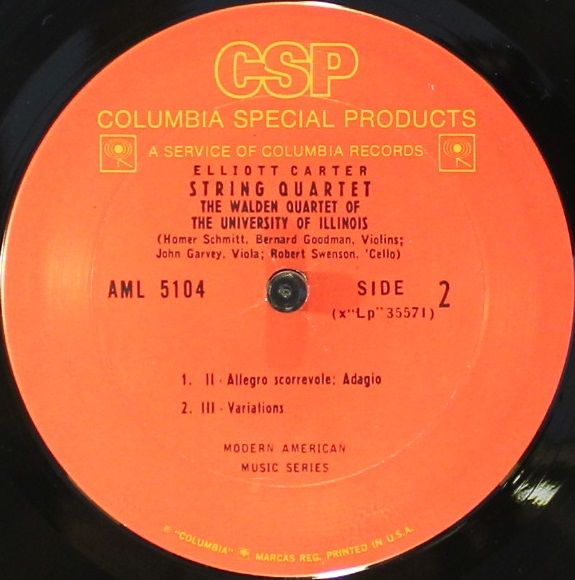 CSP
COLUMBIA SPECIAL PRODUCTS
A SERVICE OF COLUMBIA RECORDS
ELLIOTT CARTER
STRING QUARTET
THE WALDEN QUARTET OF
THE UNIVERSITY OF ILLINOIS
(Homer Schmitt, Bernard Goodman, Violins;
John Garvey, Viola; Robert Swenson, 'Cello)
AML 5104
SIDE 2
(x"Lp"35571)
1. II - Allegro scorrevole; Adagio
2. III - Variations
MODERN AMERICAN
MUSIC SERIES
"COLUMBIA" MARCAS REG. PRINTED IN U.S.A.